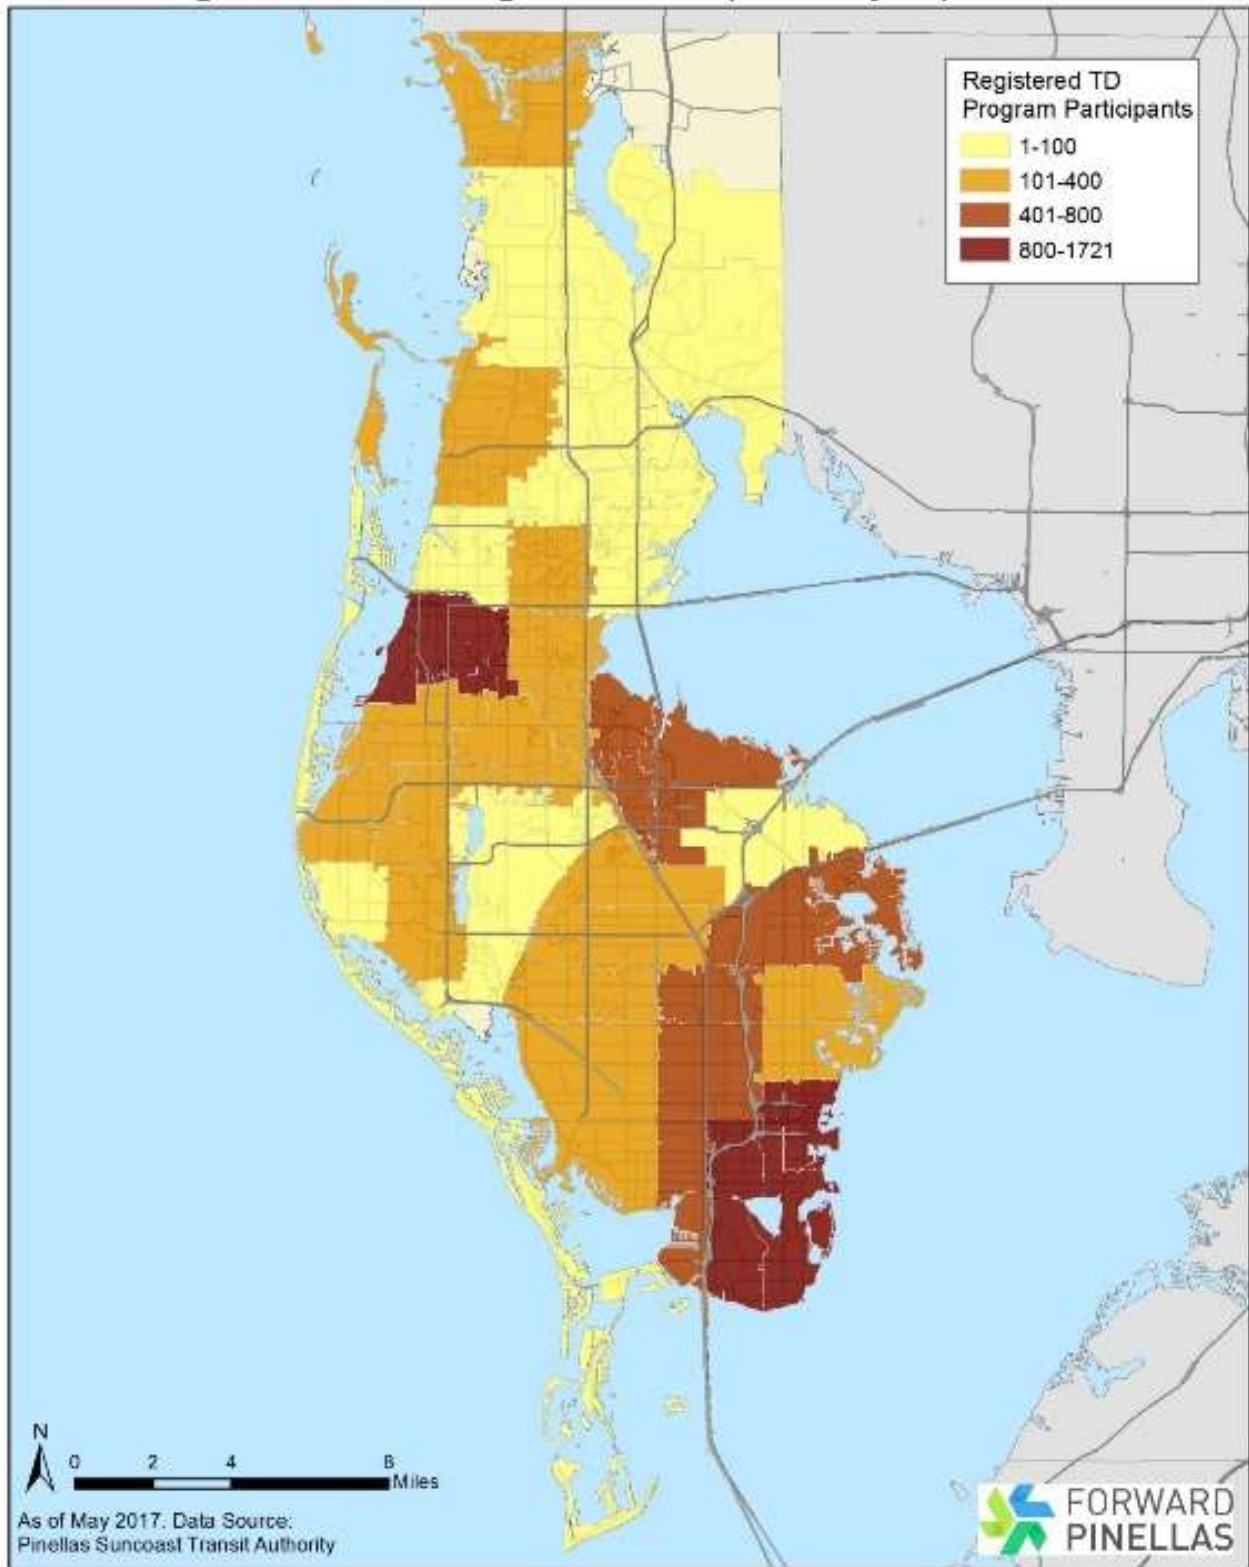 Registered TD
Program Participants
1-100
101-400
401-800
800-1721
N
0 2 4 8
Miles
As of May 2017. Data Source:
Pinellas Suncoast Transit Authority
FORWARD
PINELLAS